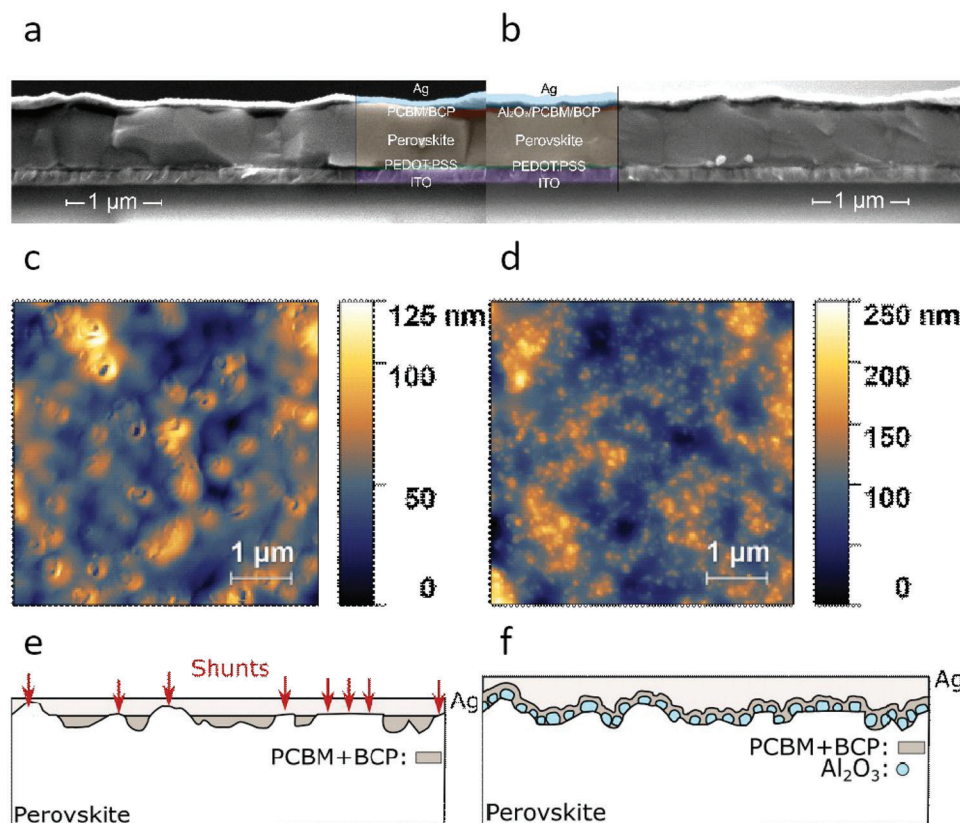 a
b
Ag
PCBM/BCP
Perovskite
PEDOT:PSS
ITO
Ag
Al₂O₃/PCBM/BCP
Perovskite
PEDOT:PSS
ITO
1 μm
1 μm
c
d
125 nm
100
50
0
1 μm
250 nm
200
150
100
0
1 μm
e
f
Shunts
Ag
PCBM+BCP:
Perovskite
Ag
PCBM+BCP:
Al₂O₃:
Perovskite